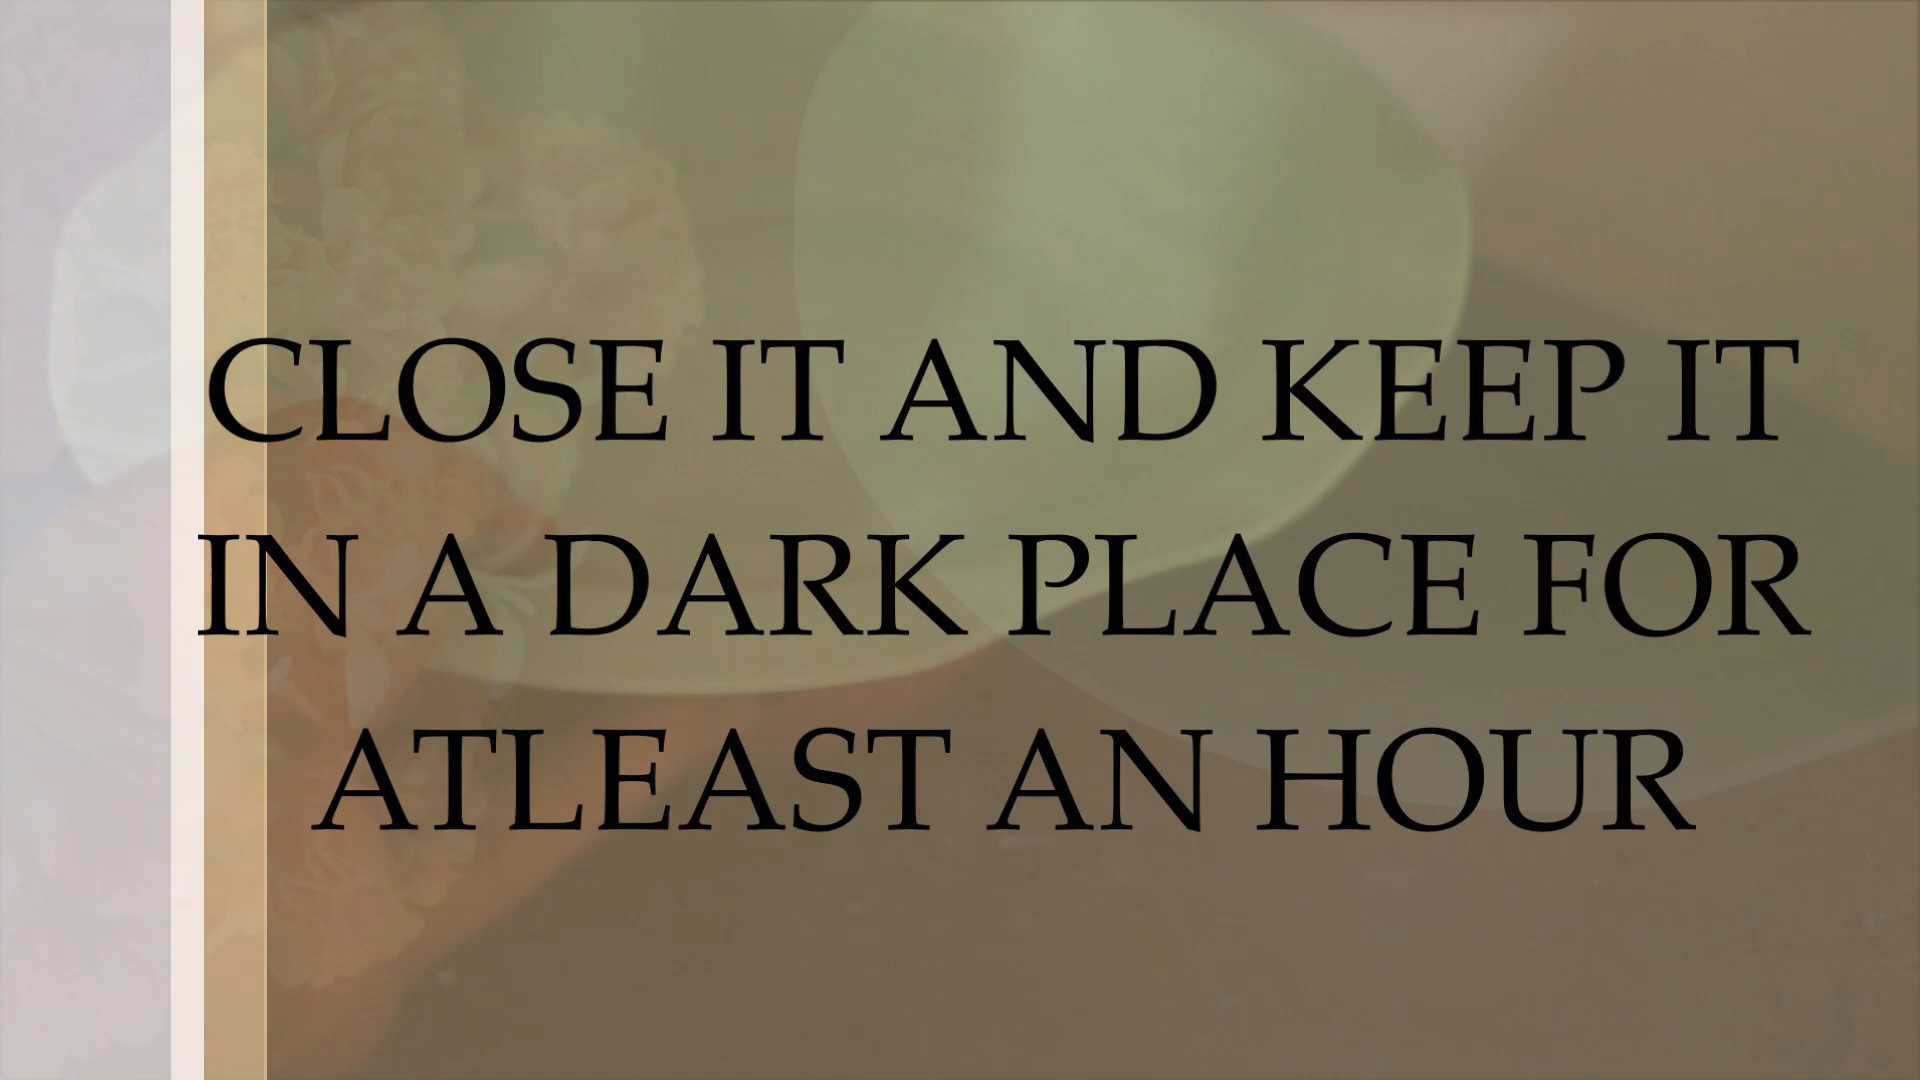 CLOSE IT AND KEEP IT
IN A DARK PLACE FOR
ATLEAST AN HOUR